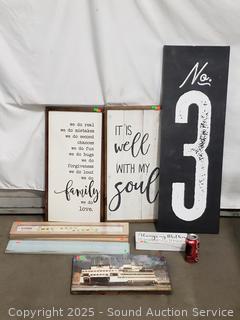 we do real
we do mistakes
we do second
chances
we do fun
we do hugs
we do
forgiveness
we do loud
we do
family
we do
love.
IT IS
well
WITH MY
soul
No.
3
Copyright © 2025 - Sound Auction Service